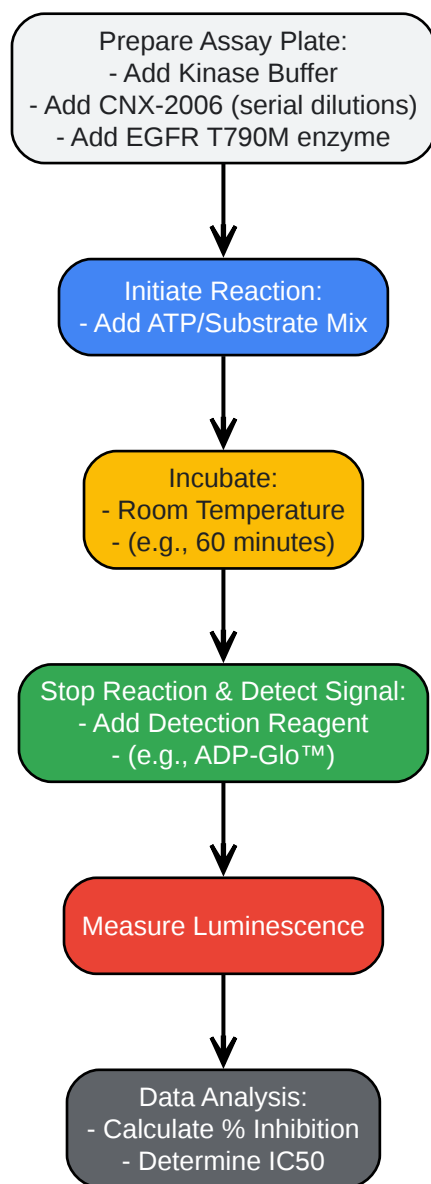 Prepare Assay Plate:
- Add Kinase Buffer
- Add CNX-2006 (serial dilutions)
- Add EGFR T790M enzyme
Initiate Reaction:
- Add ATP/Substrate Mix
Incubate:
- Room Temperature
- (e.g., 60 minutes)
Stop Reaction & Detect Signal:
- Add Detection Reagent
- (e.g., ADP-Glo™)
Measure Luminescence
Data Analysis:
- Calculate % Inhibition
- Determine IC50